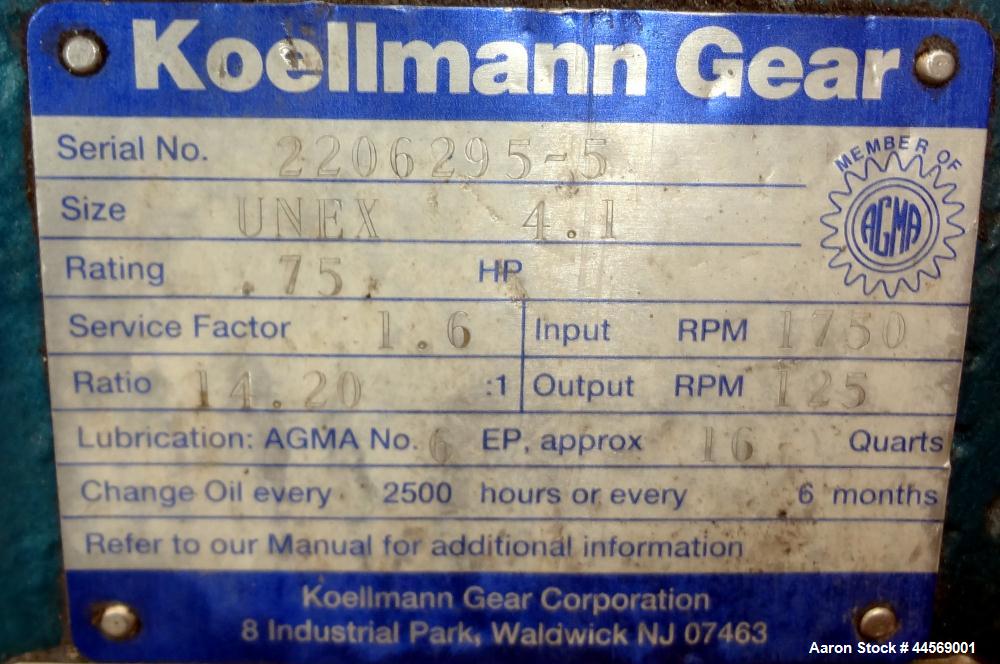 Koellmann Gear
Serial No. 2206295-5
MEMBER OF
AGMA
Size UNEX 4.1
Rating .75 HP
Service Factor 1.6 Input RPM 1750
Ratio 14.20 :1 Output RPM 125
Lubrication: AGMA No. 6 EP, approx 16 Quarts
Change Oil every 2500 hours or every 6 months
Refer to our Manual for additional information
Koellmann Gear Corporation
8 Industrial Park, Waldwick NJ 07463
Aaron Stock # 44569001